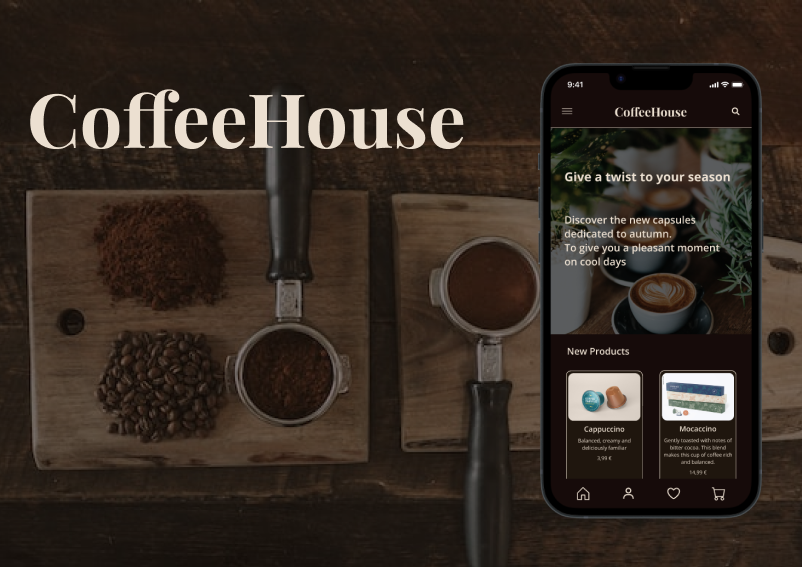 CoffeeHouse
9:41
CoffeeHouse
Give a twist to your season
Discover the new capsules
dedicated to autumn.
To give you a pleasant moment
on cool days
New Products
Cappuccino
Balanced, creamy and
deliciously familiar
3,99 €
Mocaccino
Gently toasted with notes of
bitter cocoa. This blend
makes this cup of coffee rich
and balanced.
14,99 €